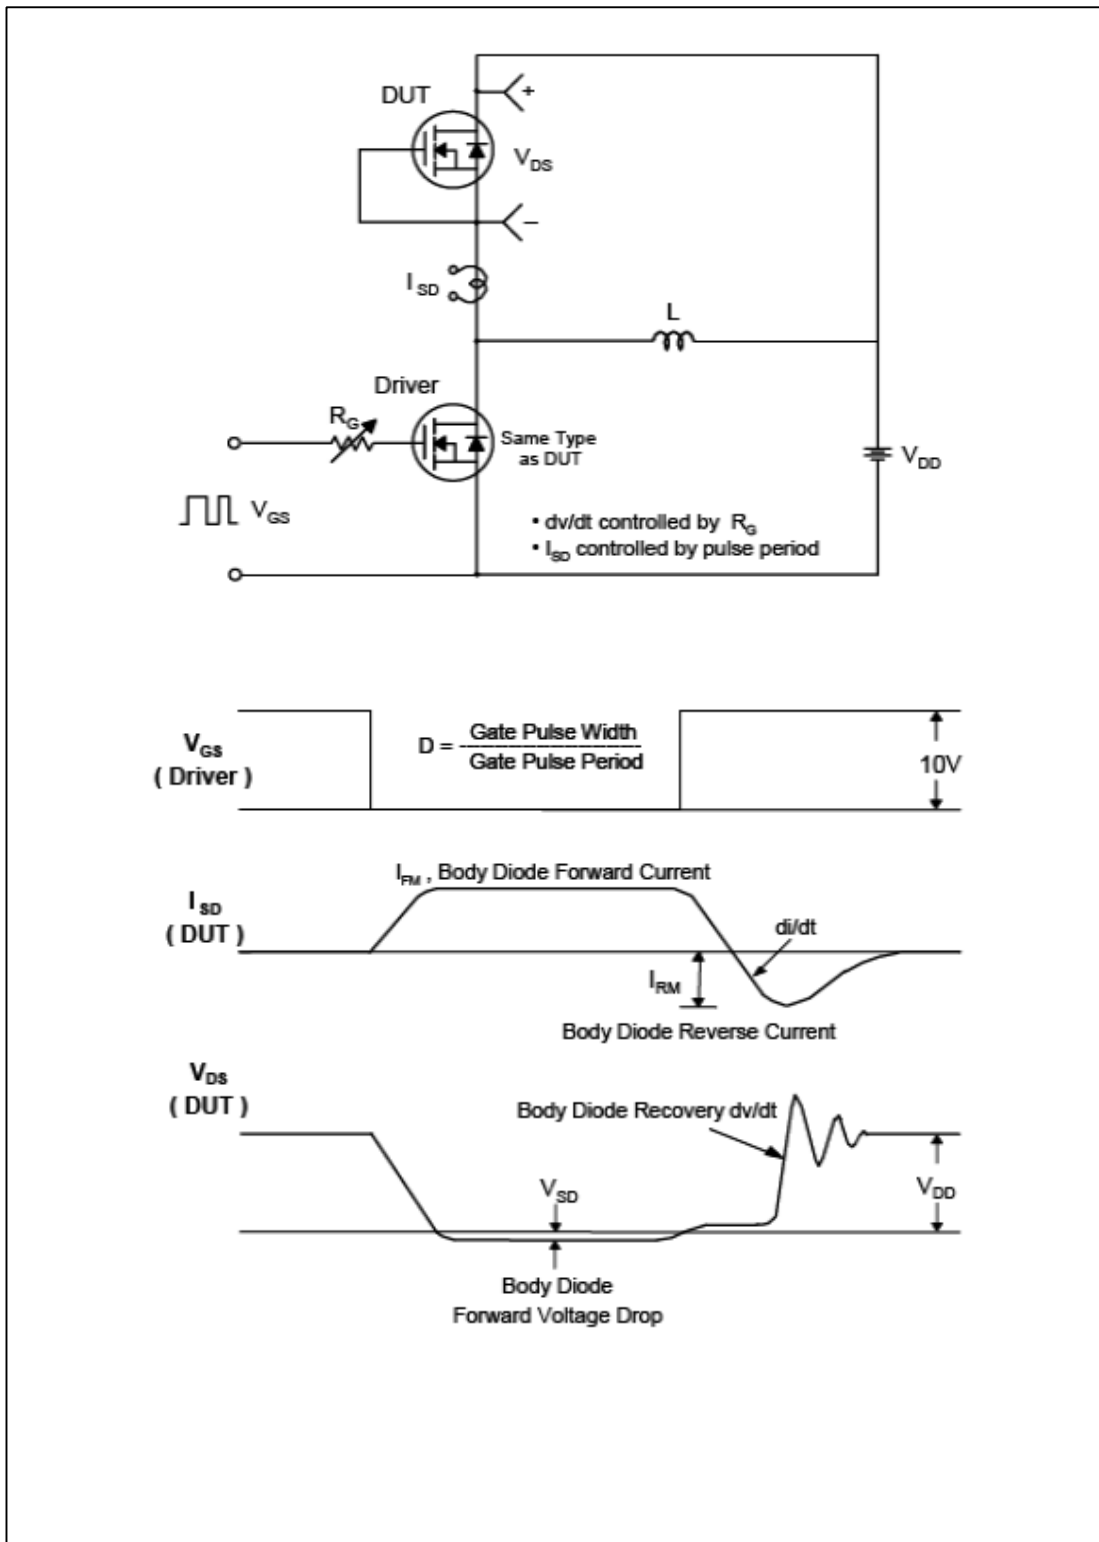 DUT
+
V_DS
–
I_SD
L
Driver
R_G
Same Type
as DUT
V_DD
V_GS
• dv/dt controlled by R_G
• I_SD controlled by pulse period
V_GS
( Driver )
D = Gate Pulse Width
Gate Pulse Period
10V
I_FM , Body Diode Forward Current
I_SD
( DUT )
di/dt
I_RM
Body Diode Reverse Current
V_DS
( DUT )
Body Diode Recovery dv/dt
V_SD
V_DD
Body Diode
Forward Voltage Drop